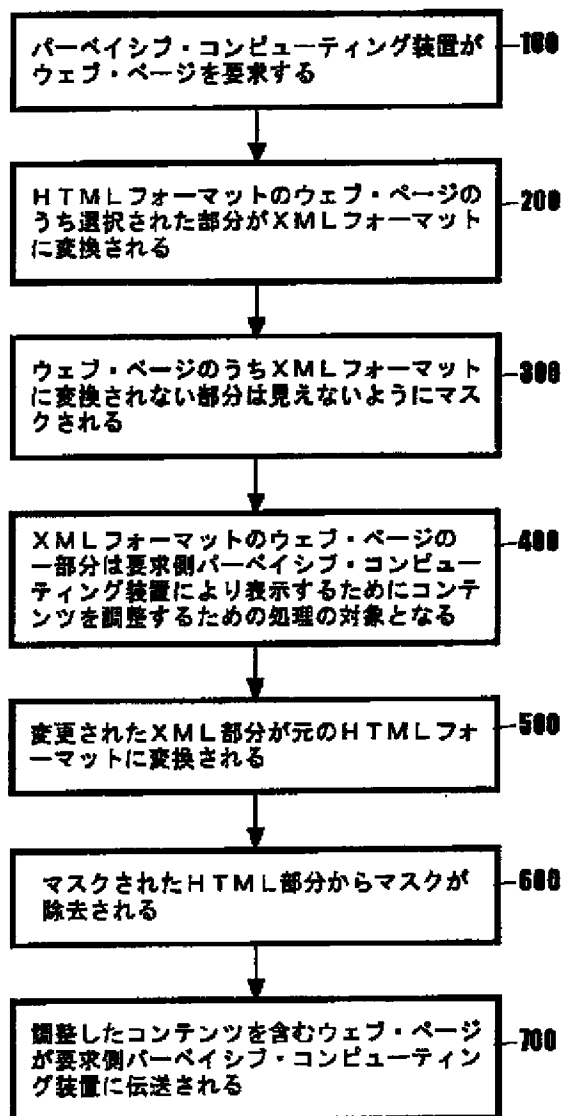 パーベイシブ・コンピューティング装置が
ウェブ・ページを要求する
100
HTMLフォーマットのウェブ・ページの
うち選択された部分がXMLフォーマット
に変換される
200
ウェブ・ページのうちXMLフォーマット
に変換されない部分は見えないようにマス
クされる
300
XMLフォーマットのウェブ・ページの
一部分は要求側パーベイシブ・コンピュー
ティング装置により表示するためにコンテ
ンツを調整するための処理の対象となる
400
変更されたXML部分が元のHTMLフォ
ーマットに変換される
500
マスクされたHTML部分からマスクが
除去される
600
調整したコンテンツを含むウェブ・ページ
が要求側パーベイシブ・コンピューティン
グ装置に伝送される
700